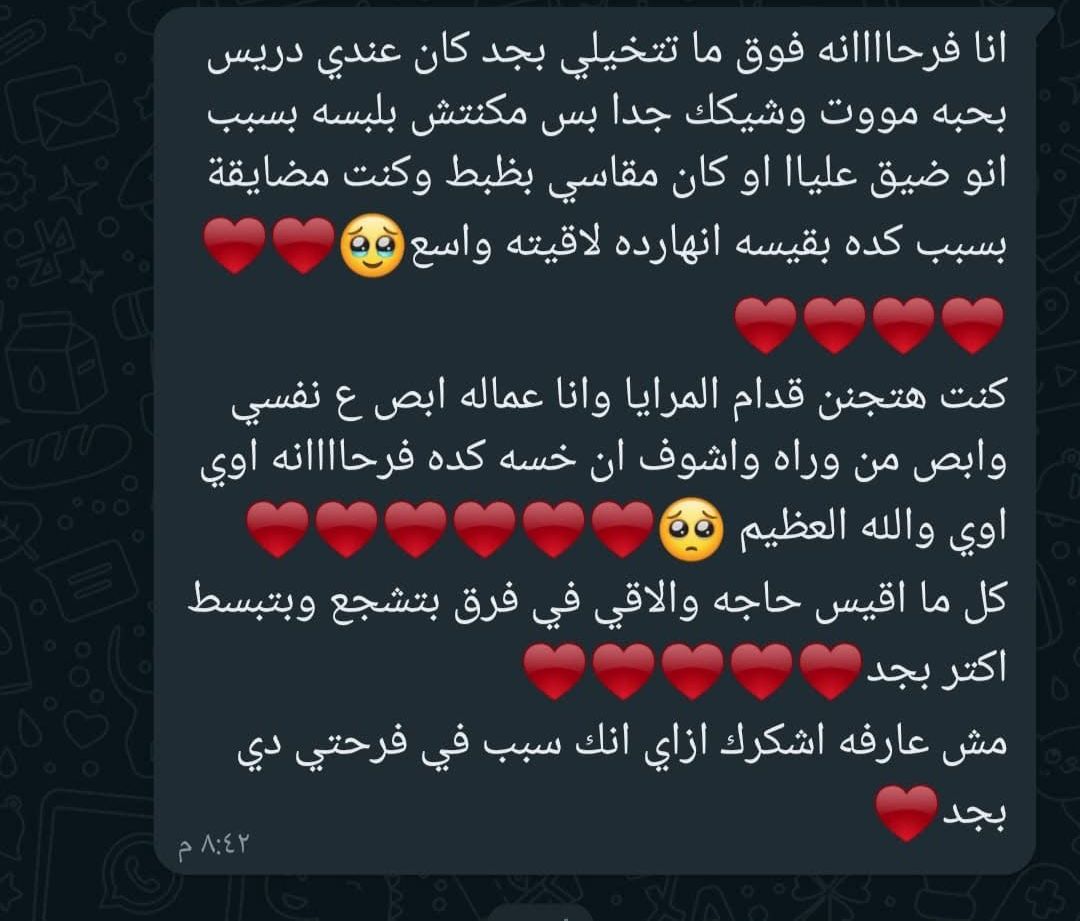 انا فرحاااانه فوق ما تتخيلي بجد كان عندي دريس
بحبه مووت وشيكك جدا بس مكنتش بلبسه بسبب
انو ضيق علياا او كان مقاسي بظبط وكنت مضايقة
بسبب كده بقيسه انهارده لاقيته واسع🥹♥️♥️
♥️♥️♥️♥️
كنت هتجنن قدام المرايا وانا عماله ابص ع نفسي
وابص من وراه واشوف ان خسه كده فرحاااانه اوي
اوي والله العظيم 🥺♥️♥️♥️♥️♥️♥️
كل ما اقيس حاجه والاقي في فرق بتشجع وبتبسط
اكتر بجد♥️♥️♥️♥️♥️
مش عارفه اشكرك ازاي انك سبب في فرحتي دي
بجد♥️
٨:٤٢ م